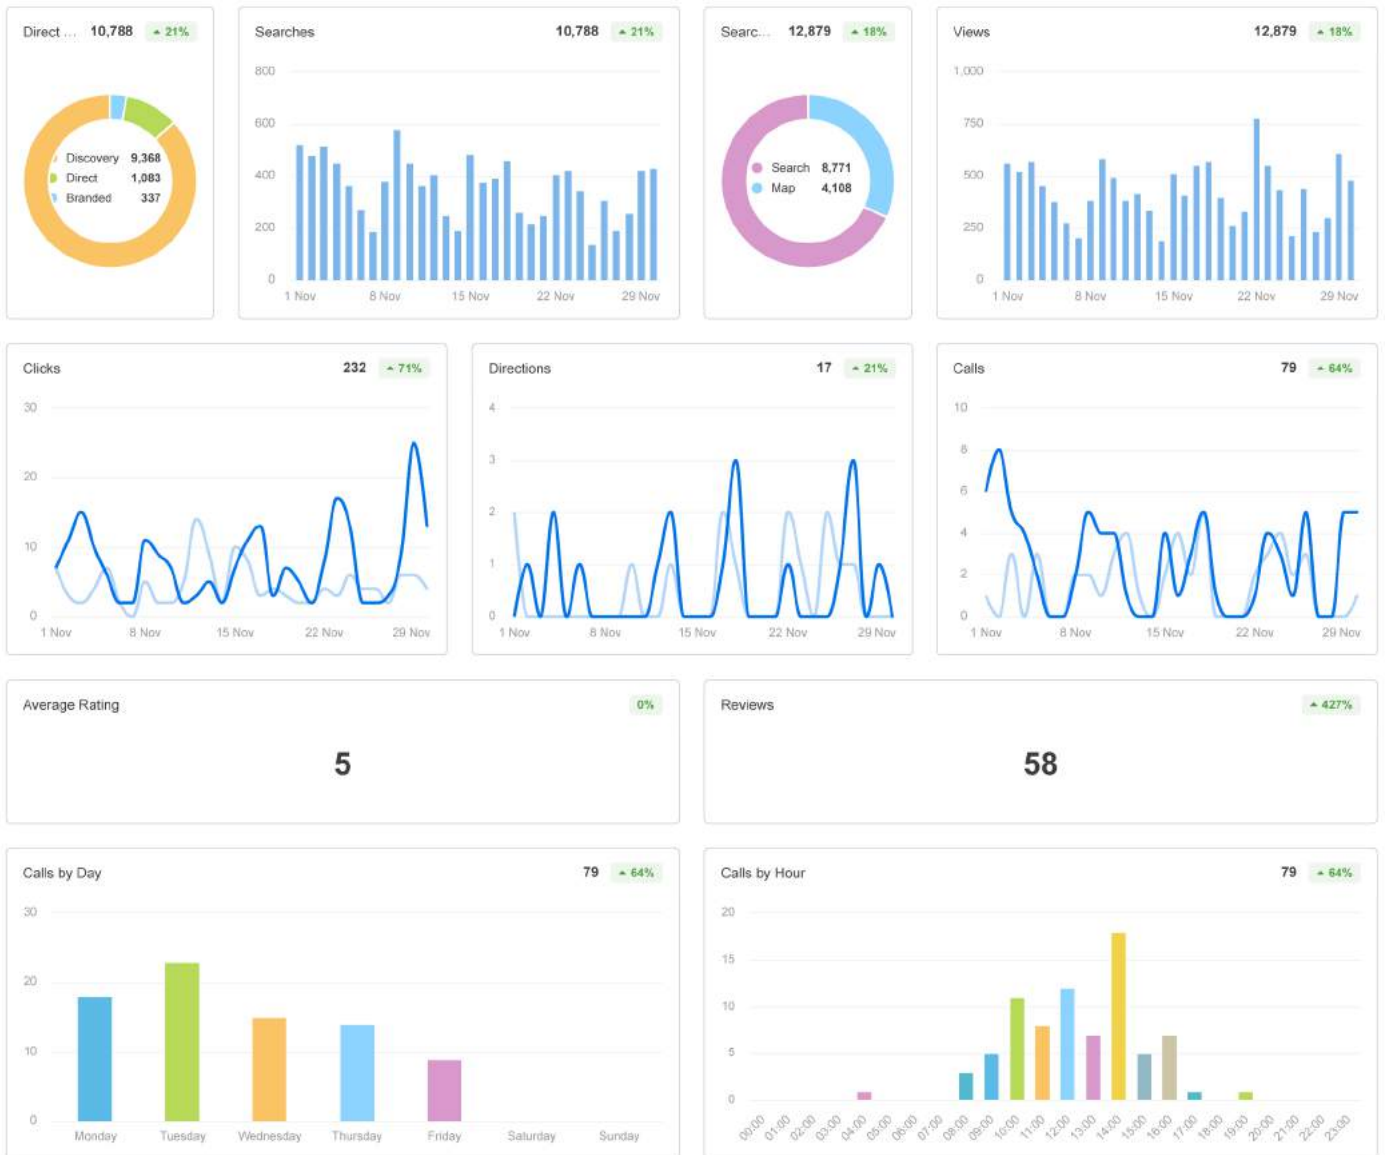 Direct ... 10,788 21%
Discovery 9,368
Direct 1,083
Branded 337
Searches 10,788 21%
800
600
400
200
0
1 Nov 8 Nov 15 Nov 22 Nov 29 Nov
Searc... 12,879 18%
Search 8,771
Map 4,108
Views 12,879 18%
1,000
750
500
250
0
1 Nov 8 Nov 15 Nov 22 Nov 29 Nov
Clicks 232 71%
30
20
10
0
1 Nov 8 Nov 15 Nov 22 Nov 29 Nov
Directions 17 21%
4
3
2
1
0
1 Nov 8 Nov 15 Nov 22 Nov 29 Nov
Calls 79 64%
10
8
6
4
2
0
1 Nov 8 Nov 15 Nov 22 Nov 29 Nov
Average Rating 0%
5
Reviews 427%
58
Calls by Day 79 64%
30
20
10
0
Monday Tuesday Wednesday Thursday Friday Saturday Sunday
Calls by Hour 79 64%
20
15
10
5
0
00:00 01:00 02:00 03:00 04:00 05:00 06:00 07:00 08:00 09:00 10:00 11:00 12:00 13:00 14:00 15:00 16:00 17:00 18:00 19:00 20:00 21:00 22:00 23:00